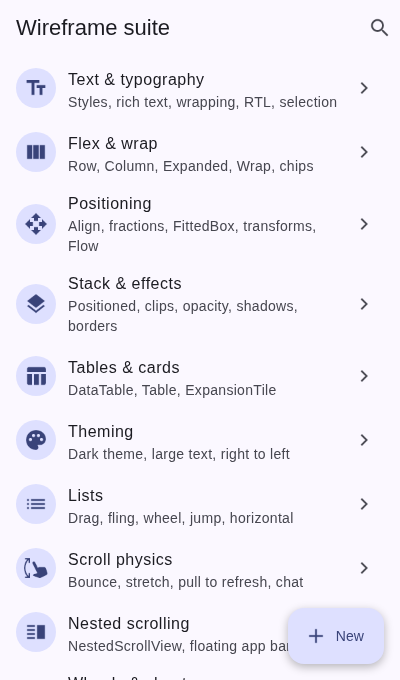 Wireframe suite
Text & typography
Styles, rich text, wrapping, RTL, selection
Flex & wrap
Row, Column, Expanded, Wrap, chips
Positioning
Align, fractions, FittedBox, transforms,
Flow
Stack & effects
Positioned, clips, opacity, shadows,
borders
Tables & cards
DataTable, Table, ExpansionTile
Theming
Dark theme, large text, right to left
Lists
Drag, fling, wheel, jump, horizontal
Scroll physics
Bounce, stretch, pull to refresh, chat
Nested scrolling
NestedScrollView, floating app
New